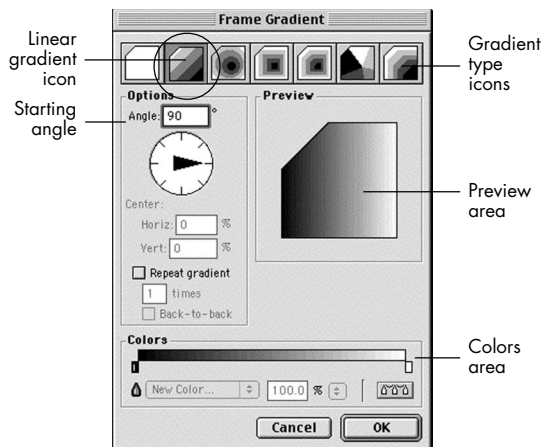 Frame Gradient
Linear
gradient
icon
Gradient
type
icons
Options
Preview
Starting
angle
Angle: 90 °
Center:
Horiz: 0 %
Vert: 0 %
Preview
area
Repeat gradient
1 times
Back-to-back
Colors
Colors
area
New Color... 100.0 %
Cancel OK